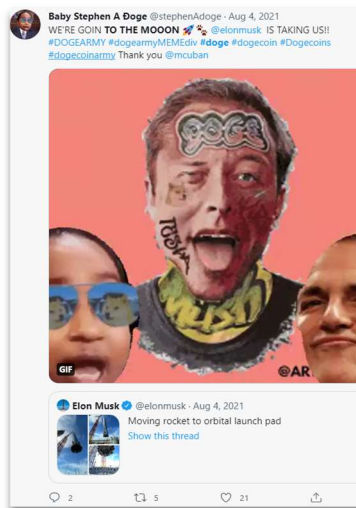 Baby Stephen A Đoge @stephenAdoge · Aug 4, 2021
WE'RE GOIN TO THE MOOON 🚀 🐾 @elonmusk IS TAKING US!!
#DOGEARMY #dogearmyMEMEdiv #doge #dogecoin #Dogecoins
#dogecoinarmy Thank you @mcuban
DOGE
GIF
@AR
Elon Musk @elonmusk · Aug 4, 2021
Moving rocket to orbital launch pad
Show this thread
2 5 21